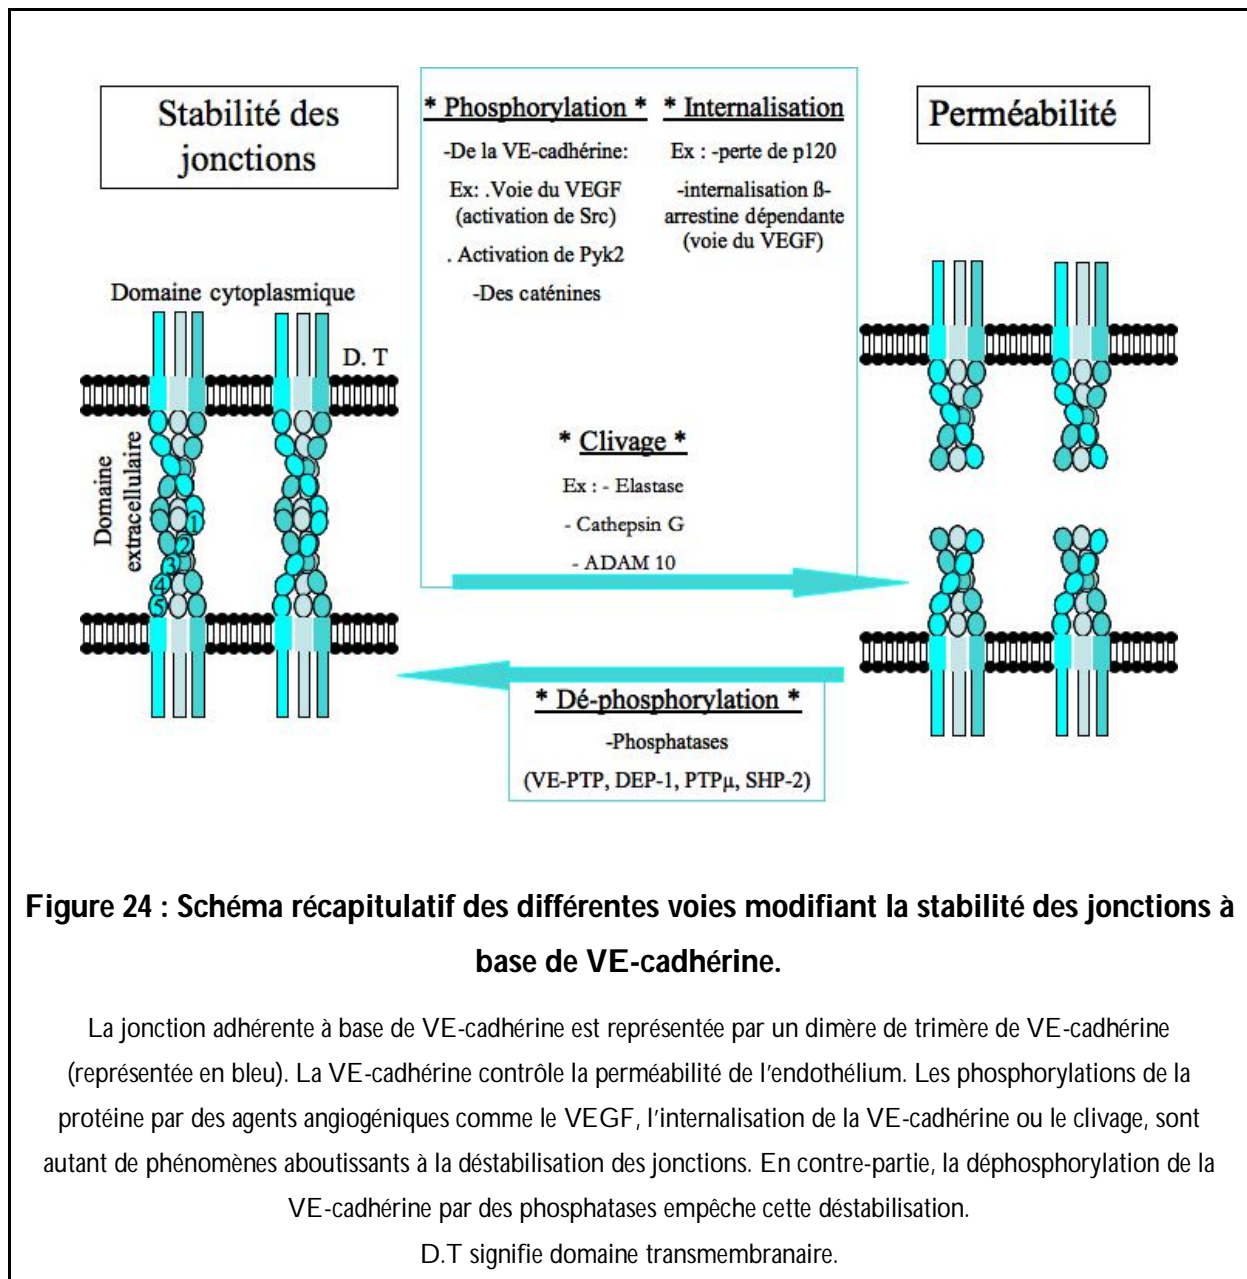 Stabilité des
jonctions
* Phosphorylation *
-De la VE-cadhérine:
Ex: .Voie du VEGF
(activation de Src)
. Activation de Pyk2
-Des caténines
* Internalisation
Ex : -perte de p120
-internalisation ß-
arrestine dépendante
(voie du VEGF)
Perméabilité
Domaine cytoplasmique
D. T
Domaine
extracellulaire
1
2
3
4
5
* Clivage *
Ex : - Elastase
- Cathepsin G
- ADAM 10
* Dé-phosphorylation *
-Phosphatases
(VE-PTP, DEP-1, PTPµ, SHP-2)
Figure 24 : Schéma récapitulatif des différentes voies modifiant la stabilité des jonctions à
base de VE-cadhérine.
La jonction adhérente à base de VE-cadhérine est représentée par un dimère de trimère de VE-cadhérine
(représentée en bleu). La VE-cadhérine contrôle la perméabilité de l'endothélium. Les phosphorylations de la
protéine par des agents angiogéniques comme le VEGF, l'internalisation de la VE-cadhérine ou le clivage, sont
autant de phénomènes aboutissants à la déstabilisation des jonctions. En contre-partie, la déphosphorylation de la
VE-cadhérine par des phosphatases empêche cette déstabilisation.
D.T signifie domaine transmembranaire.